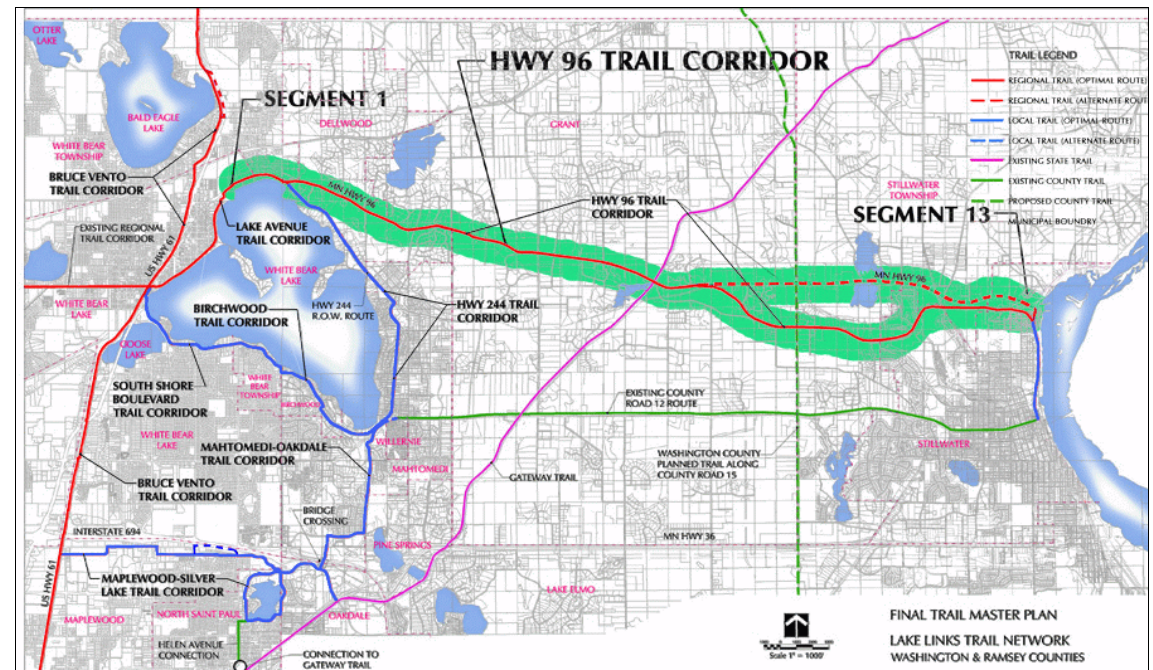 OTTER
LAKE
HWY 96 TRAIL CORRIDOR
TRAIL LEGEND
REGIONAL TRAIL (OPTIMAL ROUTE)
REGIONAL TRAIL (ALTERNATE ROUT
LOCAL TRAIL (OPTIMAL ROUTE)
LOCAL TRAIL (ALTERNATE ROUTE)
EXISTING STATE TRAIL
EXISTING COUNTY TRAIL
PROPOSED COUNTY TRAIL
MUNICIPAL BOUNDRY
SEGMENT 1
BALD EAGLE
LAKE
DELLWOOD
GRANT
WHITE BEAR
TOWNSHIP
BRUCE VENTO
TRAIL CORRIDOR
STILLWATER
TOWNSHIP
SEGMENT 13
MN HWY 96
HWY 96 TRAIL
CORRIDOR
EXISTING REGIONAL
TRAIL CORRIDOR
LAKE AVENUE
TRAIL CORRIDOR
US HWY 61
WHITE BEAR
LAKE
MN HWY 96
HWY 244
R.O.W. ROUTE
HWY 244 TRAIL
CORRIDOR
WHITE BEAR
LAKE
BIRCHWOOD
TRAIL CORRIDOR
GOOSE
LAKE
SOUTH SHORE
BOULEVARD
TRAIL CORRIDOR
WHITE
BEAR
TOWNSHIP
BIRCHWOOD
EXISTING COUNTY
ROAD 12 ROUTE
WHITE BEAR
LAKE
MAHTOMEDI-OAKDALE
TRAIL CORRIDOR
WILLERNIE
MAHTOMEDI
STILLWATER
WASHINGTON COUNTY
PLANNED TRAIL ALONG
COUNTY ROAD 15
GATEWAY TRAIL
BRUCE VENTO
TRAIL CORRIDOR
BRIDGE
CROSSING
INTERSTATE 694
MN HWY 36
PINE SPRINGS
MAPLEWOOD-SILVER
LAKE TRAIL CORRIDOR
US HWY 61
LAKE ELMO
MAPLEWOOD
NORTH SAINT PAUL
OAKDALE
HELEN AVENUE
CONNECTION
CONNECTION TO
GATEWAY TRAIL
Scale 1" = 1000'
FINAL TRAIL MASTER PLAN
LAKE LINKS TRAIL NETWORK
WASHINGTON & RAMSEY COUNTIES